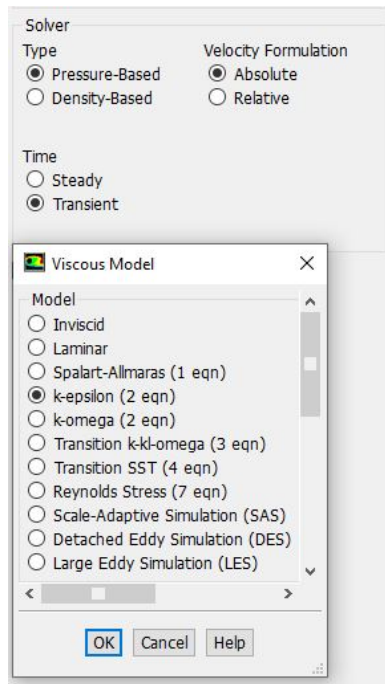 Solver
Type Velocity Formulation
Pressure-Based Absolute
Density-Based Relative
Time
Steady
Transient
Viscous Model
Model
Inviscid
Laminar
Spalart-Allmaras (1 eqn)
k-epsilon (2 eqn)
k-omega (2 eqn)
Transition k-kl-omega (3 eqn)
Transition SST (4 eqn)
Reynolds Stress (7 eqn)
Scale-Adaptive Simulation (SAS)
Detached Eddy Simulation (DES)
Large Eddy Simulation (LES)
OK Cancel Help